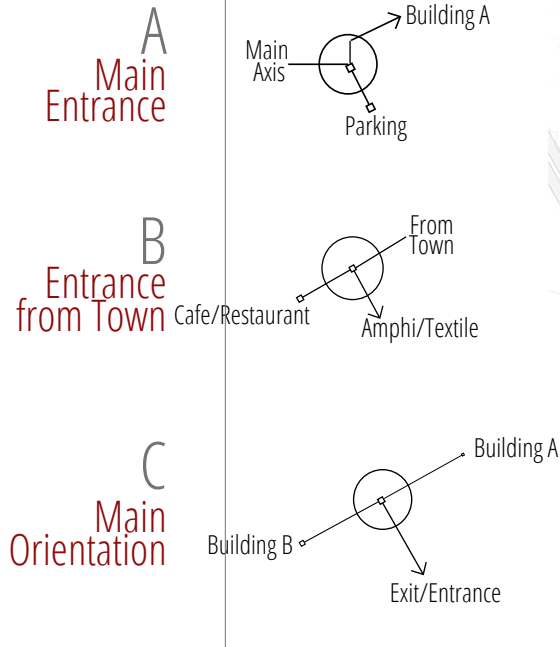 A
Main
Entrance
Building A
Main
Axis
Parking
B
Entrance
from Town
From
Town
Cafe/Restaurant
Amphi/Textile
C
Main
Orientation
Building A
Building B
Exit/Entrance